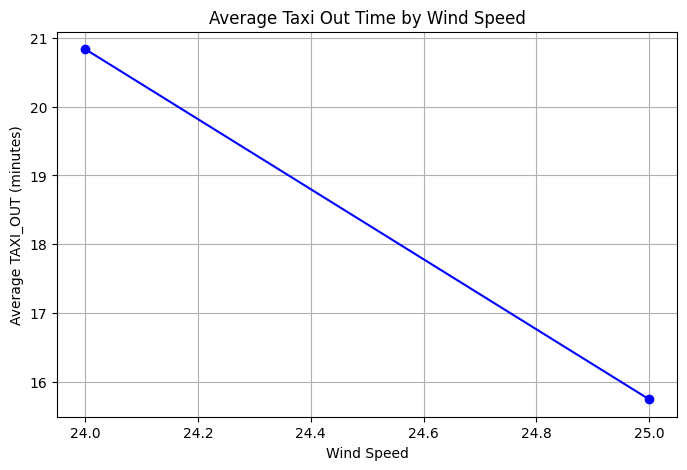 Average Taxi Out Time by Wind Speed
Average TAXI_OUT (minutes)
21
20
19
18
17
16
24.0 24.2 24.4 24.6 24.8 25.0
Wind Speed